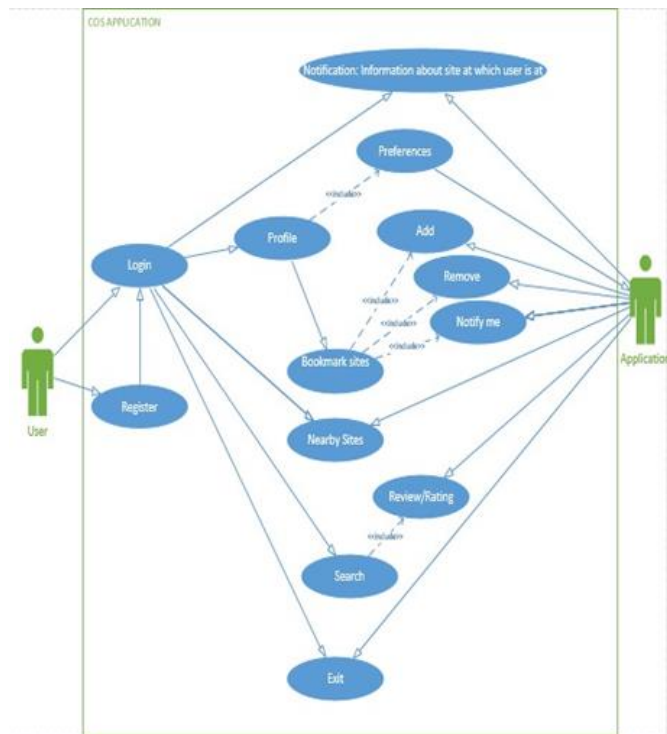 COS APPLICATION
Notification: Information about site at which user is at
Preferences
<<include>>
Profile
Add
Login
Remove
<<include>>
Notify me
<<include>>
<<include>>
Bookmark sites
Application
Register
User
Nearby Sites
Review/Rating
<<include>>
Search
Exit